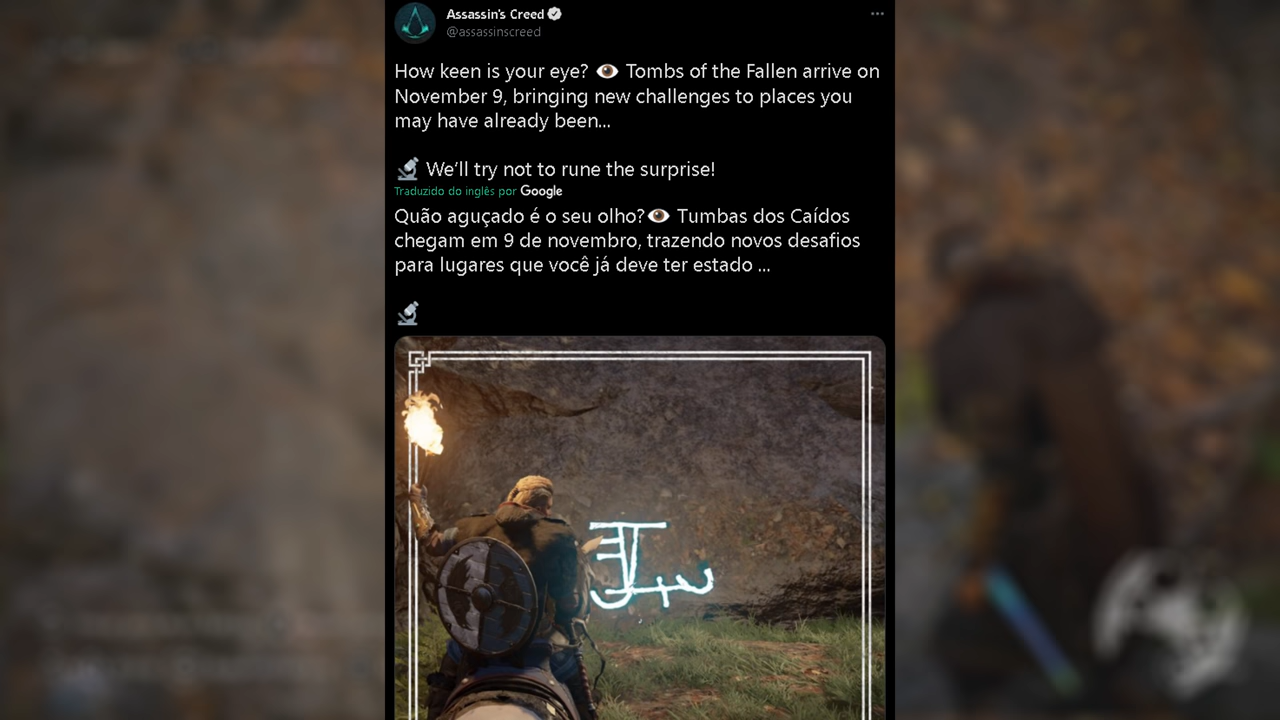 Assassin's Creed
@assassinscreed
How keen is your eye? 👁️ Tombs of the Fallen arrive on
November 9, bringing new challenges to places you
may have already been...
🔬 We'll try not to rune the surprise!
Traduzido do inglês por Google
Quão aguçado é o seu olho?👁️ Tumbas dos Caídos
chegam em 9 de novembro, trazendo novos desafios
para lugares que você já deve ter estado ...
🔬